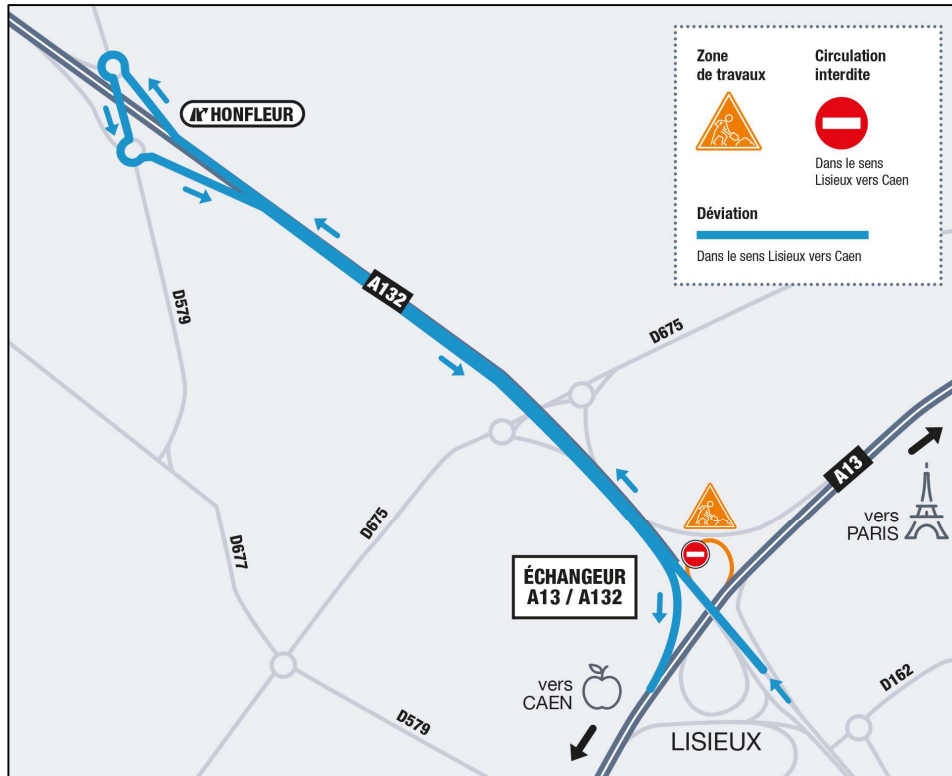 Zone
de travaux
Circulation
interdite
Dans le sens
Lisieux vers Caen
Déviation
Dans le sens Lisieux vers Caen
HONFLEUR
A132
D579
D675
A13
vers
PARIS
D675
D677
ÉCHANGEUR
A13 / A132
vers
CAEN
D162
D579
LISIEUX